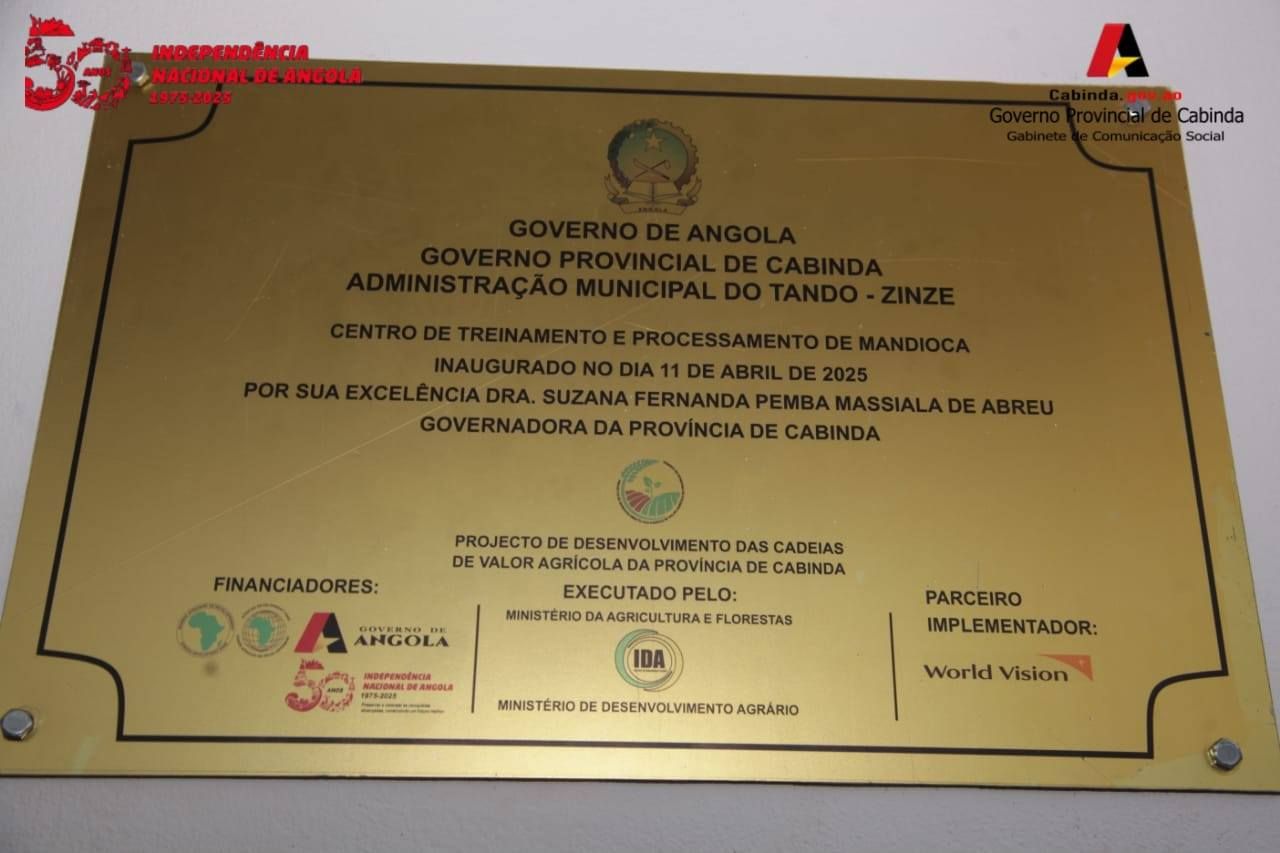 50
ANOS
INDEPENDÊNCIA
NACIONAL DE ANGOLA
1975-2025
Cabinda.gov.ao
Governo Provincial de Cabinda
Gabinete de Comunicação Social
ANGOLA
GOVERNO DE ANGOLA
GOVERNO PROVINCIAL DE CABINDA
ADMINISTRAÇÃO MUNICIPAL DO TANDO - ZINZE
CENTRO DE TREINAMENTO E PROCESSAMENTO DE MANDIOCA
INAUGURADO NO DIA 11 DE ABRIL DE 2025
POR SUA EXCELÊNCIA DRA. SUZANA FERNANDA PEMBA MASSIALA DE ABREU
GOVERNADORA DA PROVÍNCIA DE CABINDA
PROJECTO DE DESENVOLVIMENTO DAS CADEIAS
DE VALOR AGRÍCOLA DA PROVÍNCIA DE CABINDA
FINANCIADORES:
GOVERNO DE
ANGOLA
50
ANOS
INDEPENDÊNCIA
NACIONAL DE ANGOLA
1975-2025
EXECUTADO PELO:
MINISTÉRIO DA AGRICULTURA E FLORESTAS
IDA
MINISTÉRIO DE DESENVOLVIMENTO AGRÁRIO
PARCEIRO
IMPLEMENTADOR:
World Vision